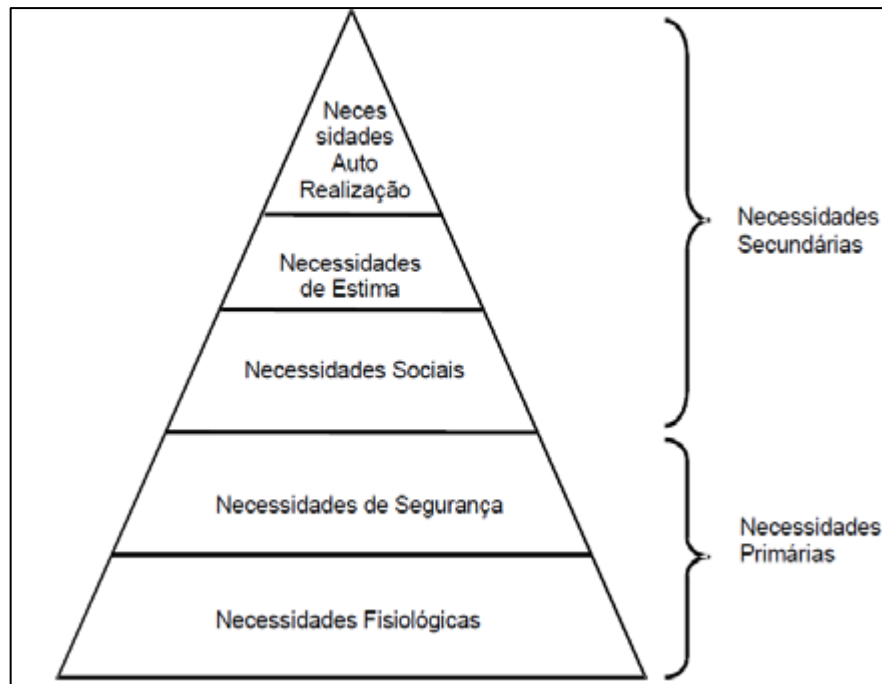 Neces
sidades
Auto
Realização
Necessidades
de Estima
Necessidades Sociais
Necessidades de Segurança
Necessidades Fisiológicas
Necessidades
Secundárias
Necessidades
Primárias